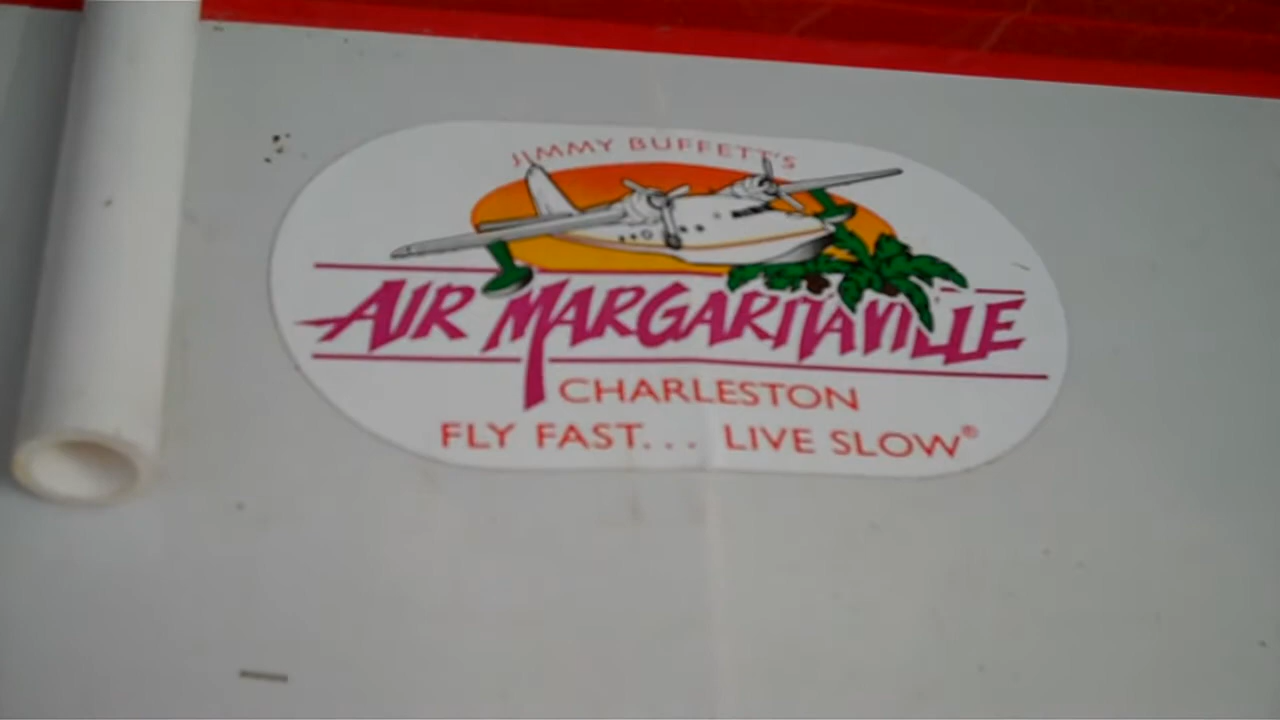 JIMMY BUFFETT'S
AIR MARGARITAVILLE
CHARLESTON
FLY FAST... LIVE SLOW®